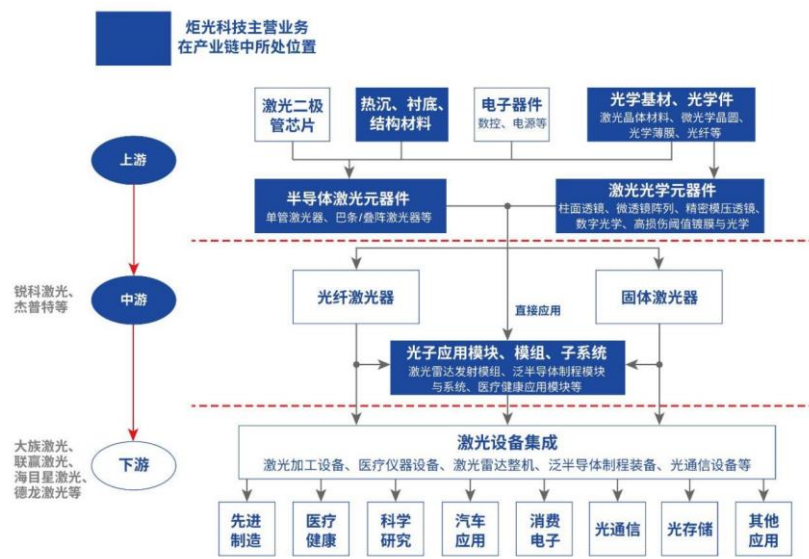 炬光科技主营业务
在产业链中所处位置
激光二极
管芯片
热沉、衬底、
结构材料
电子器件
数控、电源等
光学基材、光学件
激光晶体材料、微光学晶圆、
光学薄膜、光纤等
上游
半导体激光元器件
单管激光器、巴条/叠阵激光器等
激光光学元器件
柱面透镜、微透镜阵列、精密模压透镜、
数字光学、高损伤阈值镀膜与光学
锐科激光、
杰普特等
中游
光纤激光器
直接应用
固体激光器
光子应用模块、模组、子系统
激光雷达发射模组、泛半导体制程模块
与系统、医疗健康应用模块等
大族激光、
联赢激光、
海目星激光、
德龙激光等
下游
激光设备集成
激光加工设备、医疗仪器设备、激光雷达整机、泛半导体制程装备、光通信设备等
先进
制造
医疗
健康
科学
研究
汽车
应用
消费
电子
光通信
光存储
其他
应用